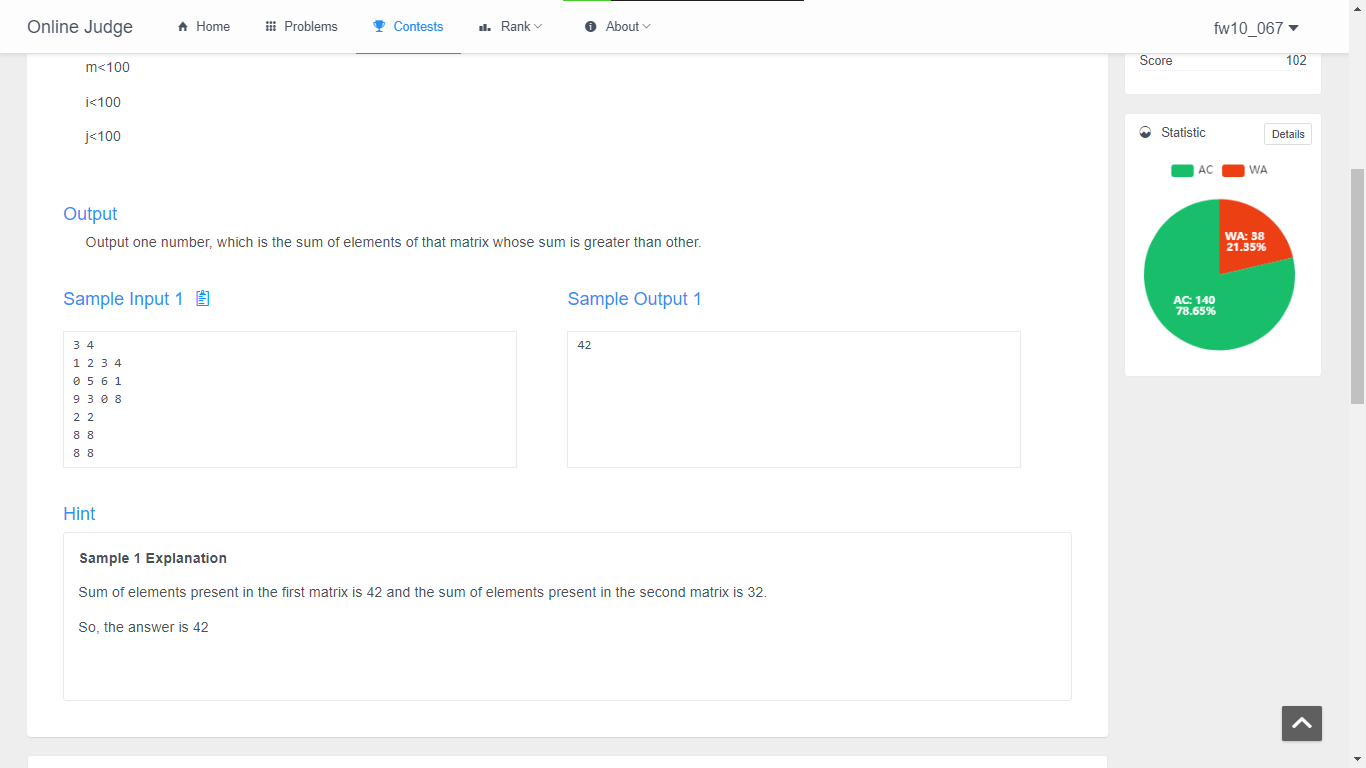 Online Judge
Home
Problems
Contests
Rank
About
fw10_067
m<100
i<100
j<100
Output
Output one number, which is the sum of elements of that matrix whose sum is greater than other.
Sample Input 1
Sample Output 1
3 4
1 2 3 4
0 5 6 1
9 3 0 8
2 2
8 8
8 8
42
Hint
Sample 1 Explanation
Sum of elements present in the first matrix is 42 and the sum of elements present in the second matrix is 32.
So, the answer is 42
Score 102
Statistic
Details
AC WA
WA: 38
21.35%
AC: 140
78.65%